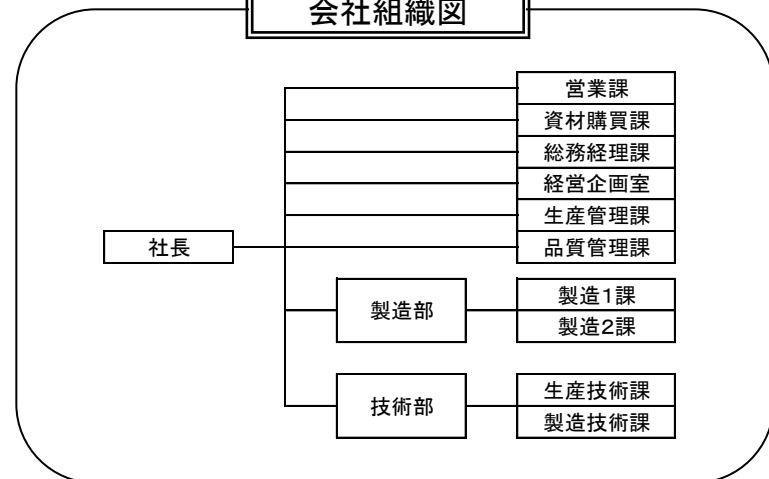 会社組織図
営業課
資材購買課
総務経理課
経営企画室
生産管理課
社長
品質管理課
製造部
製造1課
製造2課
技術部
生産技術課
製造技術課